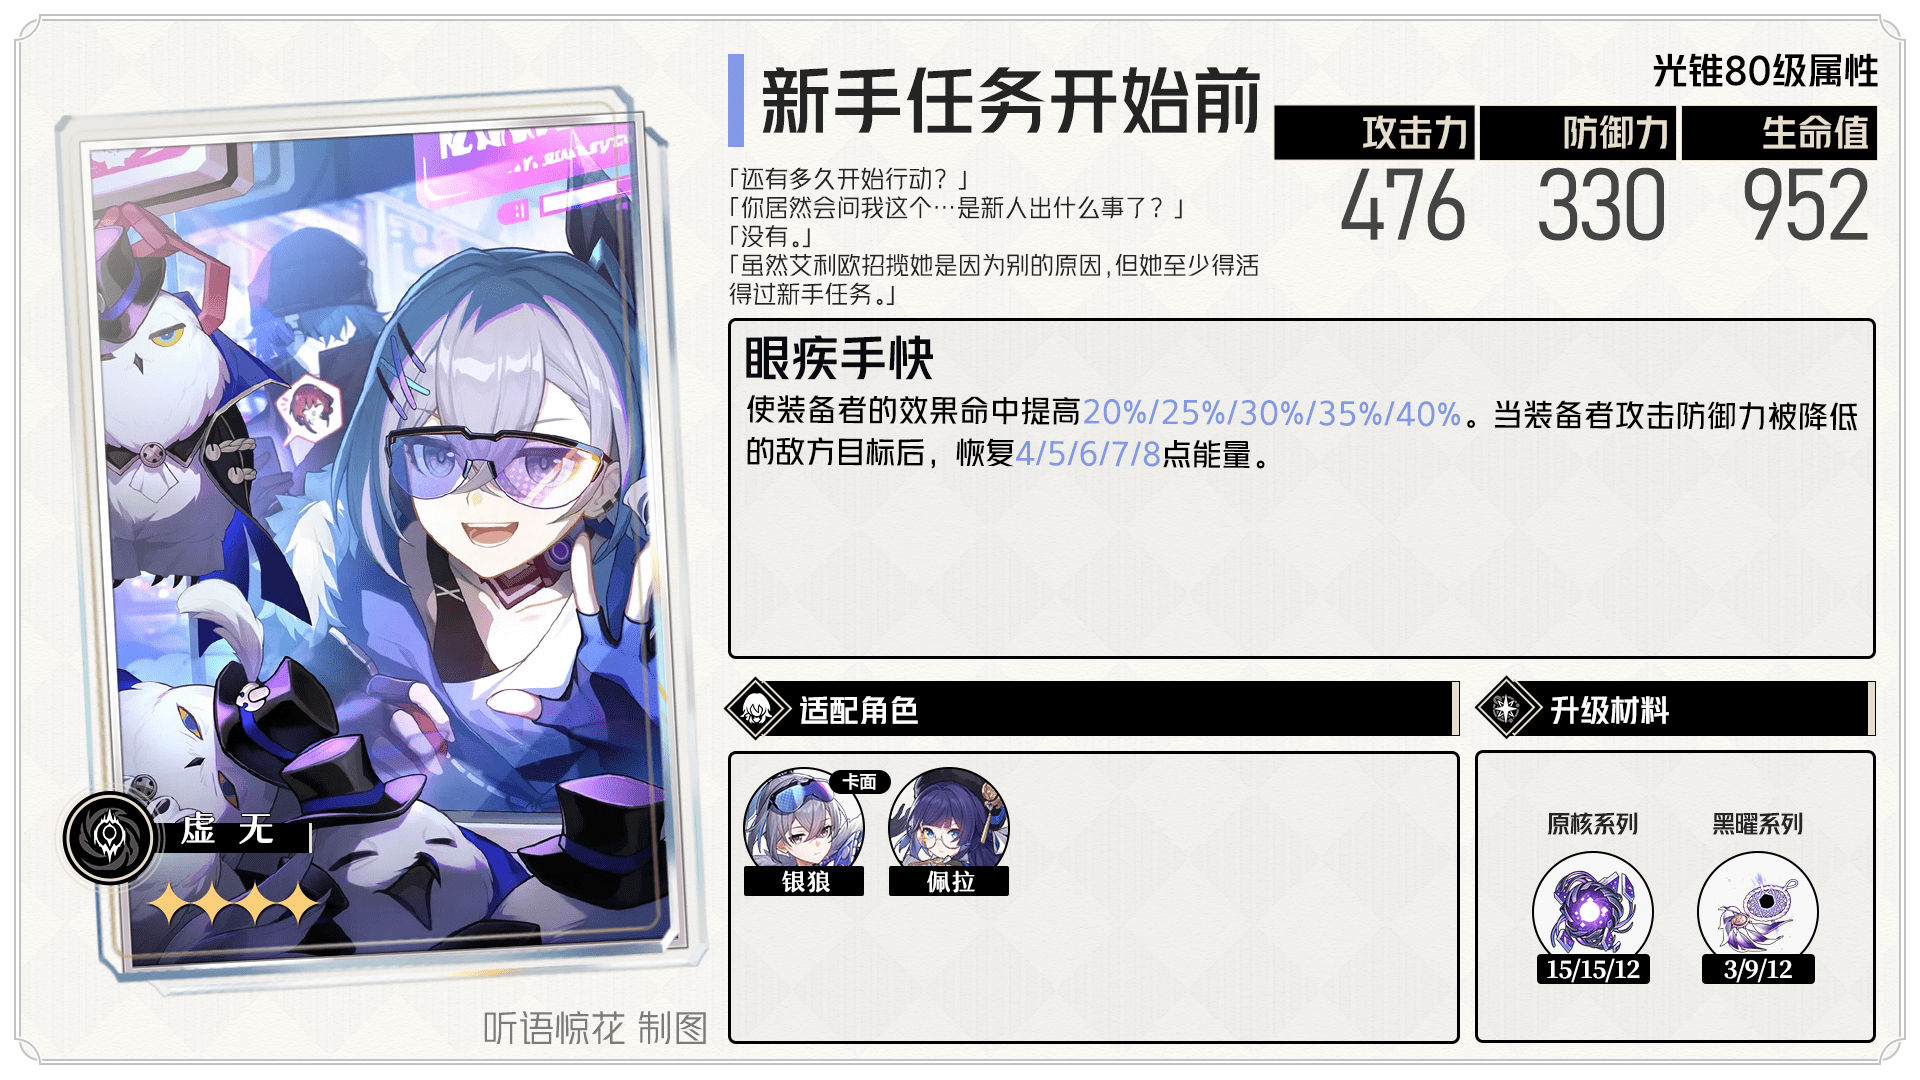 新手任务开始前
「还有多久开始行动？」
「你居然会问我这个…是新人出什么事了？」
「没有。」
「虽然艾利欧招揽她是因为别的原因，但她至少得活
得过新手任务。」
光锥80级属性
攻击力 防御力 生命值
476 330 952
眼疾手快
使装备者的效果命中提高20%/25%/30%/35%/40%。当装备者攻击防御力被降低
的敌方目标后，恢复4/5/6/7/8点能量。
虚无
适配角色
卡面
银狼 佩拉
升级材料
原核系列 黑曜系列
15/15/12 3/9/12
听语惊花 制图